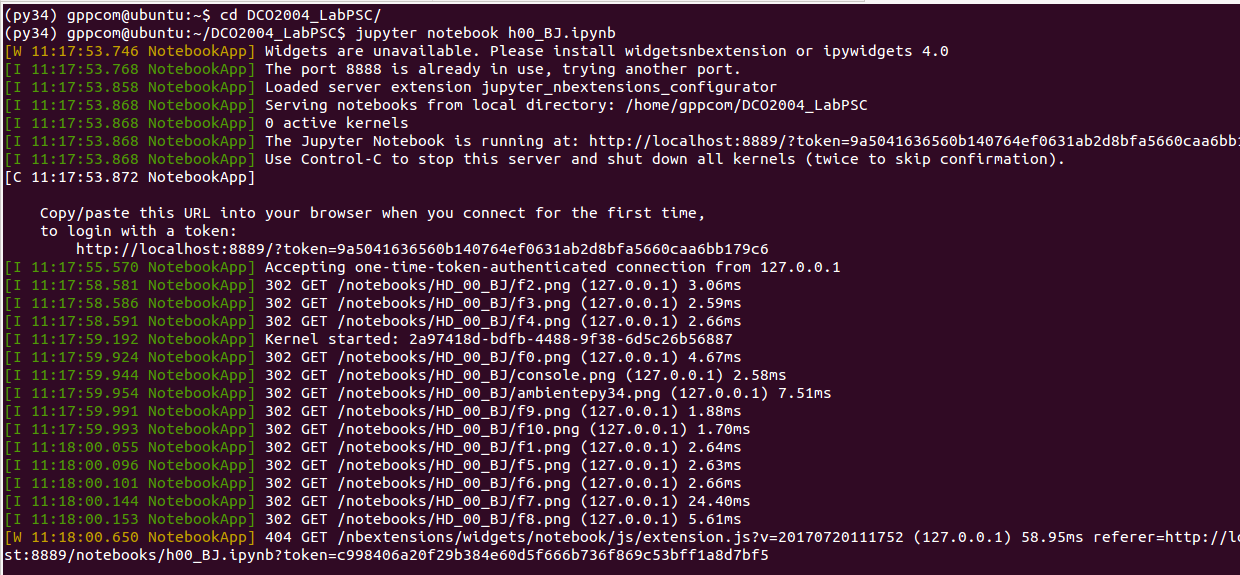 (py34) gppcom@ubuntu:~$ cd DCO2004_LabPSC/
(py34) gppcom@ubuntu:~/DCO2004_LabPSC$ jupyter notebook h00_BJ.ipynb
[W 11:17:53.746 NotebookApp] Widgets are unavailable. Please install widgetsnbextension or ipywidgets 4.0
[I 11:17:53.768 NotebookApp] The port 8888 is already in use, trying another port.
[I 11:17:53.858 NotebookApp] Loaded server extension jupyter_nbextensions_configurator
[I 11:17:53.868 NotebookApp] Serving notebooks from local directory: /home/gppcom/DCO2004_LabPSC
[I 11:17:53.868 NotebookApp] 0 active kernels
[I 11:17:53.868 NotebookApp] The Jupyter Notebook is running at: http://localhost:8889/?token=9a5041636560b140764ef0631ab2d8bfa5660caa6bb1
[I 11:17:53.868 NotebookApp] Use Control-C to stop this server and shut down all kernels (twice to skip confirmation).
[C 11:17:53.872 NotebookApp]
Copy/paste this URL into your browser when you connect for the first time,
to login with a token:
http://localhost:8889/?token=9a5041636560b140764ef0631ab2d8bfa5660caa6bb179c6
[I 11:17:55.570 NotebookApp] Accepting one-time-token-authenticated connection from 127.0.0.1
[I 11:17:58.581 NotebookApp] 302 GET /notebooks/HD_00_BJ/f2.png (127.0.0.1) 3.06ms
[I 11:17:58.586 NotebookApp] 302 GET /notebooks/HD_00_BJ/f3.png (127.0.0.1) 2.59ms
[I 11:17:58.591 NotebookApp] 302 GET /notebooks/HD_00_BJ/f4.png (127.0.0.1) 2.66ms
[I 11:17:59.192 NotebookApp] Kernel started: 2a97418d-bdfb-4488-9f38-6d5c26b56887
[I 11:17:59.924 NotebookApp] 302 GET /notebooks/HD_00_BJ/f0.png (127.0.0.1) 4.67ms
[I 11:17:59.944 NotebookApp] 302 GET /notebooks/HD_00_BJ/console.png (127.0.0.1) 2.58ms
[I 11:17:59.954 NotebookApp] 302 GET /notebooks/HD_00_BJ/ambientepy34.png (127.0.0.1) 7.51ms
[I 11:17:59.991 NotebookApp] 302 GET /notebooks/HD_00_BJ/f9.png (127.0.0.1) 1.88ms
[I 11:17:59.993 NotebookApp] 302 GET /notebooks/HD_00_BJ/f10.png (127.0.0.1) 1.70ms
[I 11:18:00.055 NotebookApp] 302 GET /notebooks/HD_00_BJ/f1.png (127.0.0.1) 2.64ms
[I 11:18:00.096 NotebookApp] 302 GET /notebooks/HD_00_BJ/f5.png (127.0.0.1) 2.63ms
[I 11:18:00.101 NotebookApp] 302 GET /notebooks/HD_00_BJ/f6.png (127.0.0.1) 2.66ms
[I 11:18:00.144 NotebookApp] 302 GET /notebooks/HD_00_BJ/f7.png (127.0.0.1) 24.40ms
[I 11:18:00.153 NotebookApp] 302 GET /notebooks/HD_00_BJ/f8.png (127.0.0.1) 5.61ms
[W 11:18:00.650 NotebookApp] 404 GET /nbextensions/widgets/notebook/js/extension.js?v=20170720111752 (127.0.0.1) 58.95ms referer=http://lo
st:8889/notebooks/h00_BJ.ipynb?token=c998406a20f29b384e60d5f666b736f869c53bff1a8d7bf5